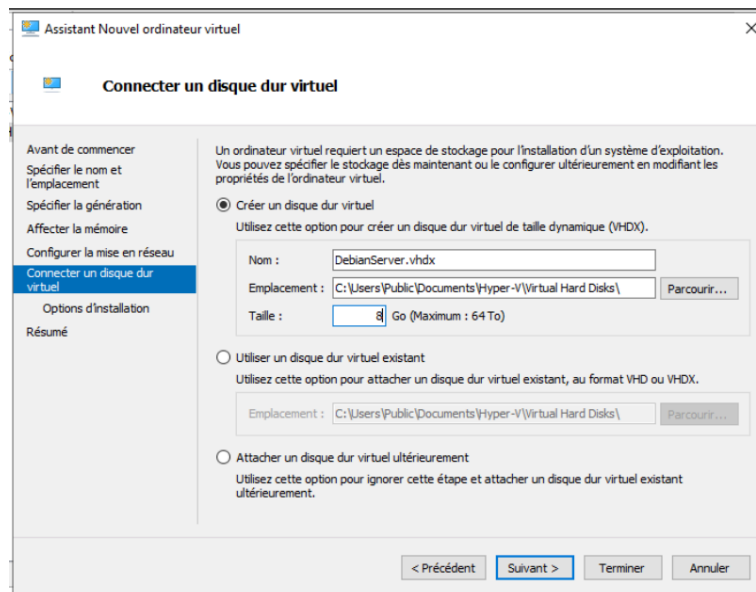 Assistant Nouvel ordinateur virtuel
Connecter un disque dur virtuel
Avant de commencer
Spécifier le nom et
l'emplacement
Spécifier la génération
Affecter la mémoire
Configurer la mise en réseau
Connecter un disque dur
virtuel
Options d'installation
Résumé
Un ordinateur virtuel requiert un espace de stockage pour l'installation d'un système d'exploitation.
Vous pouvez spécifier le stockage dès maintenant ou le configurer ultérieurement en modifiant les
propriétés de l'ordinateur virtuel.
Créer un disque dur virtuel
Utilisez cette option pour créer un disque dur virtuel de taille dynamique (VHDX).
Nom : DebianServer.vhdx
Emplacement : C:\Users\Public\Documents\Hyper-V\Virtual Hard Disks\ Parcourir...
Taille : 8 Go (Maximum : 64 To)
Utiliser un disque dur virtuel existant
Utilisez cette option pour attacher un disque dur virtuel existant, au format VHD ou VHDX.
Emplacement : C:\Users\Public\Documents\Hyper-V\Virtual Hard Disks\ Parcourir...
Attacher un disque dur virtuel ultérieurement
Utilisez cette option pour ignorer cette étape et attacher un disque dur virtuel existant
ultérieurement.
< Précédent Suivant > Terminer Annuler